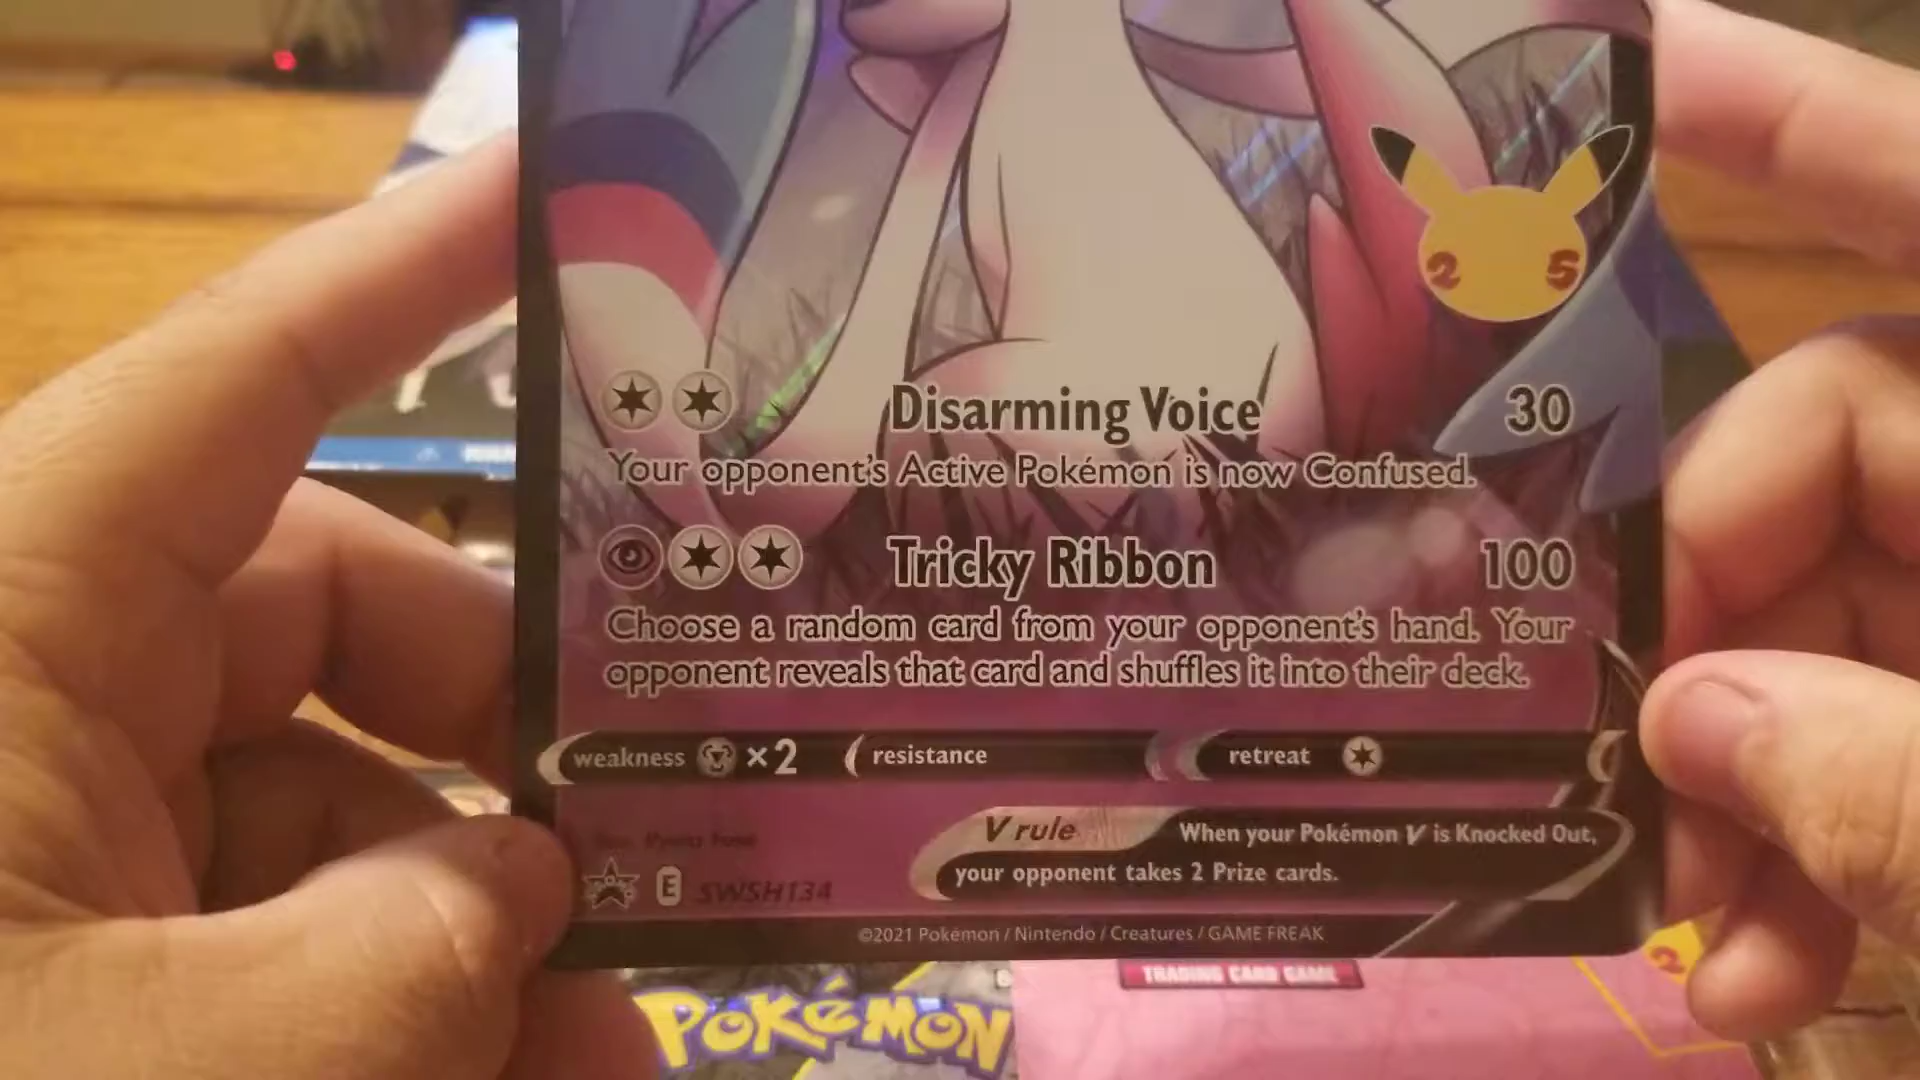 2 5
Disarming Voice 30
Your opponent's Active Pokémon is now Confused.
Tricky Ribbon 100
Choose a random card from your opponent's hand. Your
opponent reveals that card and shuffles it into their deck.
weakness ×2 resistance retreat
V rule When your Pokémon V is Knocked Out,
your opponent takes 2 Prize cards.
E SWSH134
©2021 Pokémon / Nintendo / Creatures / GAME FREAK
TRADING CARD GAME
POKÉMON